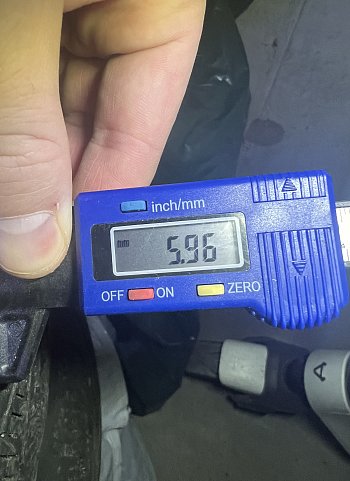 inch/mm
mm 5.96
OFF ON ZERO
A